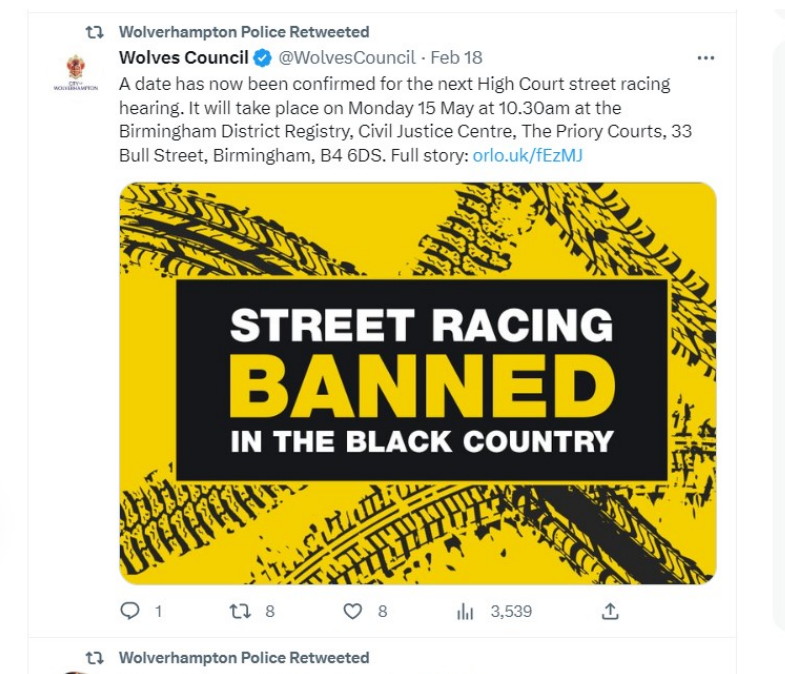 Wolverhampton Police Retweeted
Wolves Council @WolvesCouncil · Feb 18
A date has now been confirmed for the next High Court street racing
hearing. It will take place on Monday 15 May at 10.30am at the
Birmingham District Registry, Civil Justice Centre, The Priory Courts, 33
Bull Street, Birmingham, B4 6DS. Full story: orlo.uk/fEzMJ
CITY OF
WOLVERHAMPTON
STREET RACING
BANNED
IN THE BLACK COUNTRY
1 8 8 3,539
Wolverhampton Police Retweeted